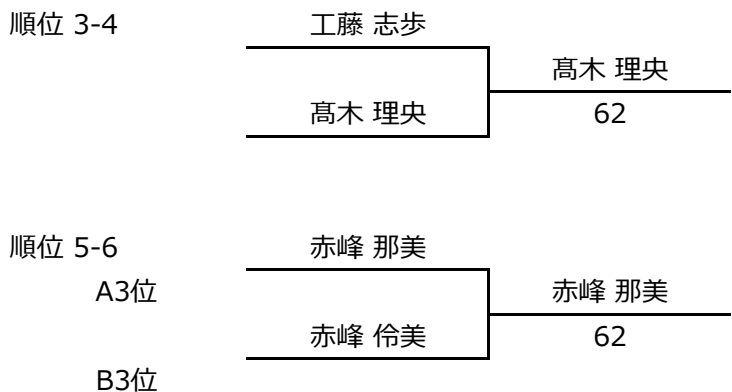 順位 3-4
工藤 志歩
髙木 理央
髙木 理央
62
順位 5-6
赤峰 那美
A3位
赤峰 那美
赤峰 伶美
62
B3位